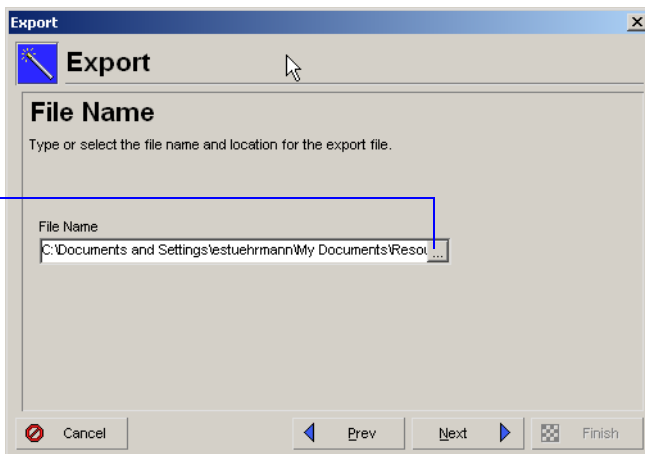 Export
Export
File Name
Type or select the file name and location for the export file.
File Name
C:\Documents and Settings\estuehrmann\My Documents\Resou ...
Cancel
Prev
Next
Finish